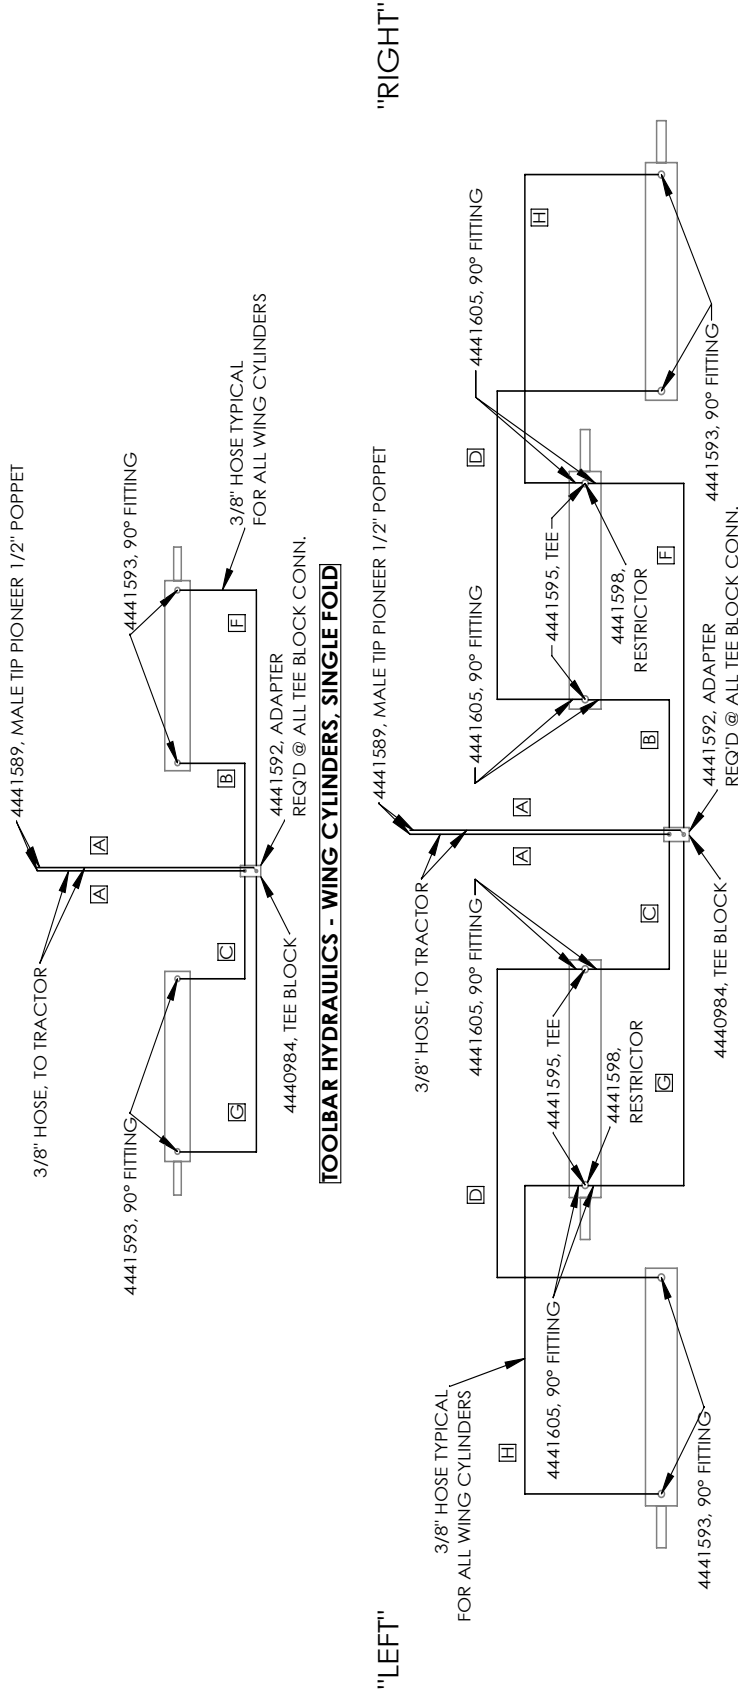 4441589, MALE TIP PIONEER 1/2" POPPET
3/8" HOSE, TO TRACTOR
A
A
4441593, 90° FITTING
4441593, 90° FITTING
C
B
G
F
3/8" HOSE TYPICAL
FOR ALL WING CYLINDERS
4440984, TEE BLOCK
4441592, ADAPTER
REQ'D @ ALL TEE BLOCK CONN.
TOOLBAR HYDRAULICS - WING CYLINDERS, SINGLE FOLD
"LEFT"
"RIGHT"
4441589, MALE TIP PIONEER 1/2" POPPET
3/8" HOSE, TO TRACTOR
A
A
3/8" HOSE TYPICAL
FOR ALL WING CYLINDERS
D
D
H
H
4441605, 90° FITTING
4441605, 90° FITTING
4441605, 90° FITTING
4441605, 90° FITTING
4441595, TEE
4441595, TEE
4441598,
RESTRICTOR
4441598,
RESTRICTOR
G
C
B
F
4441593, 90° FITTING
4441593, 90° FITTING
4440984, TEE BLOCK
4441592, ADAPTER
REQ'D @ ALL TEE BLOCK CONN.